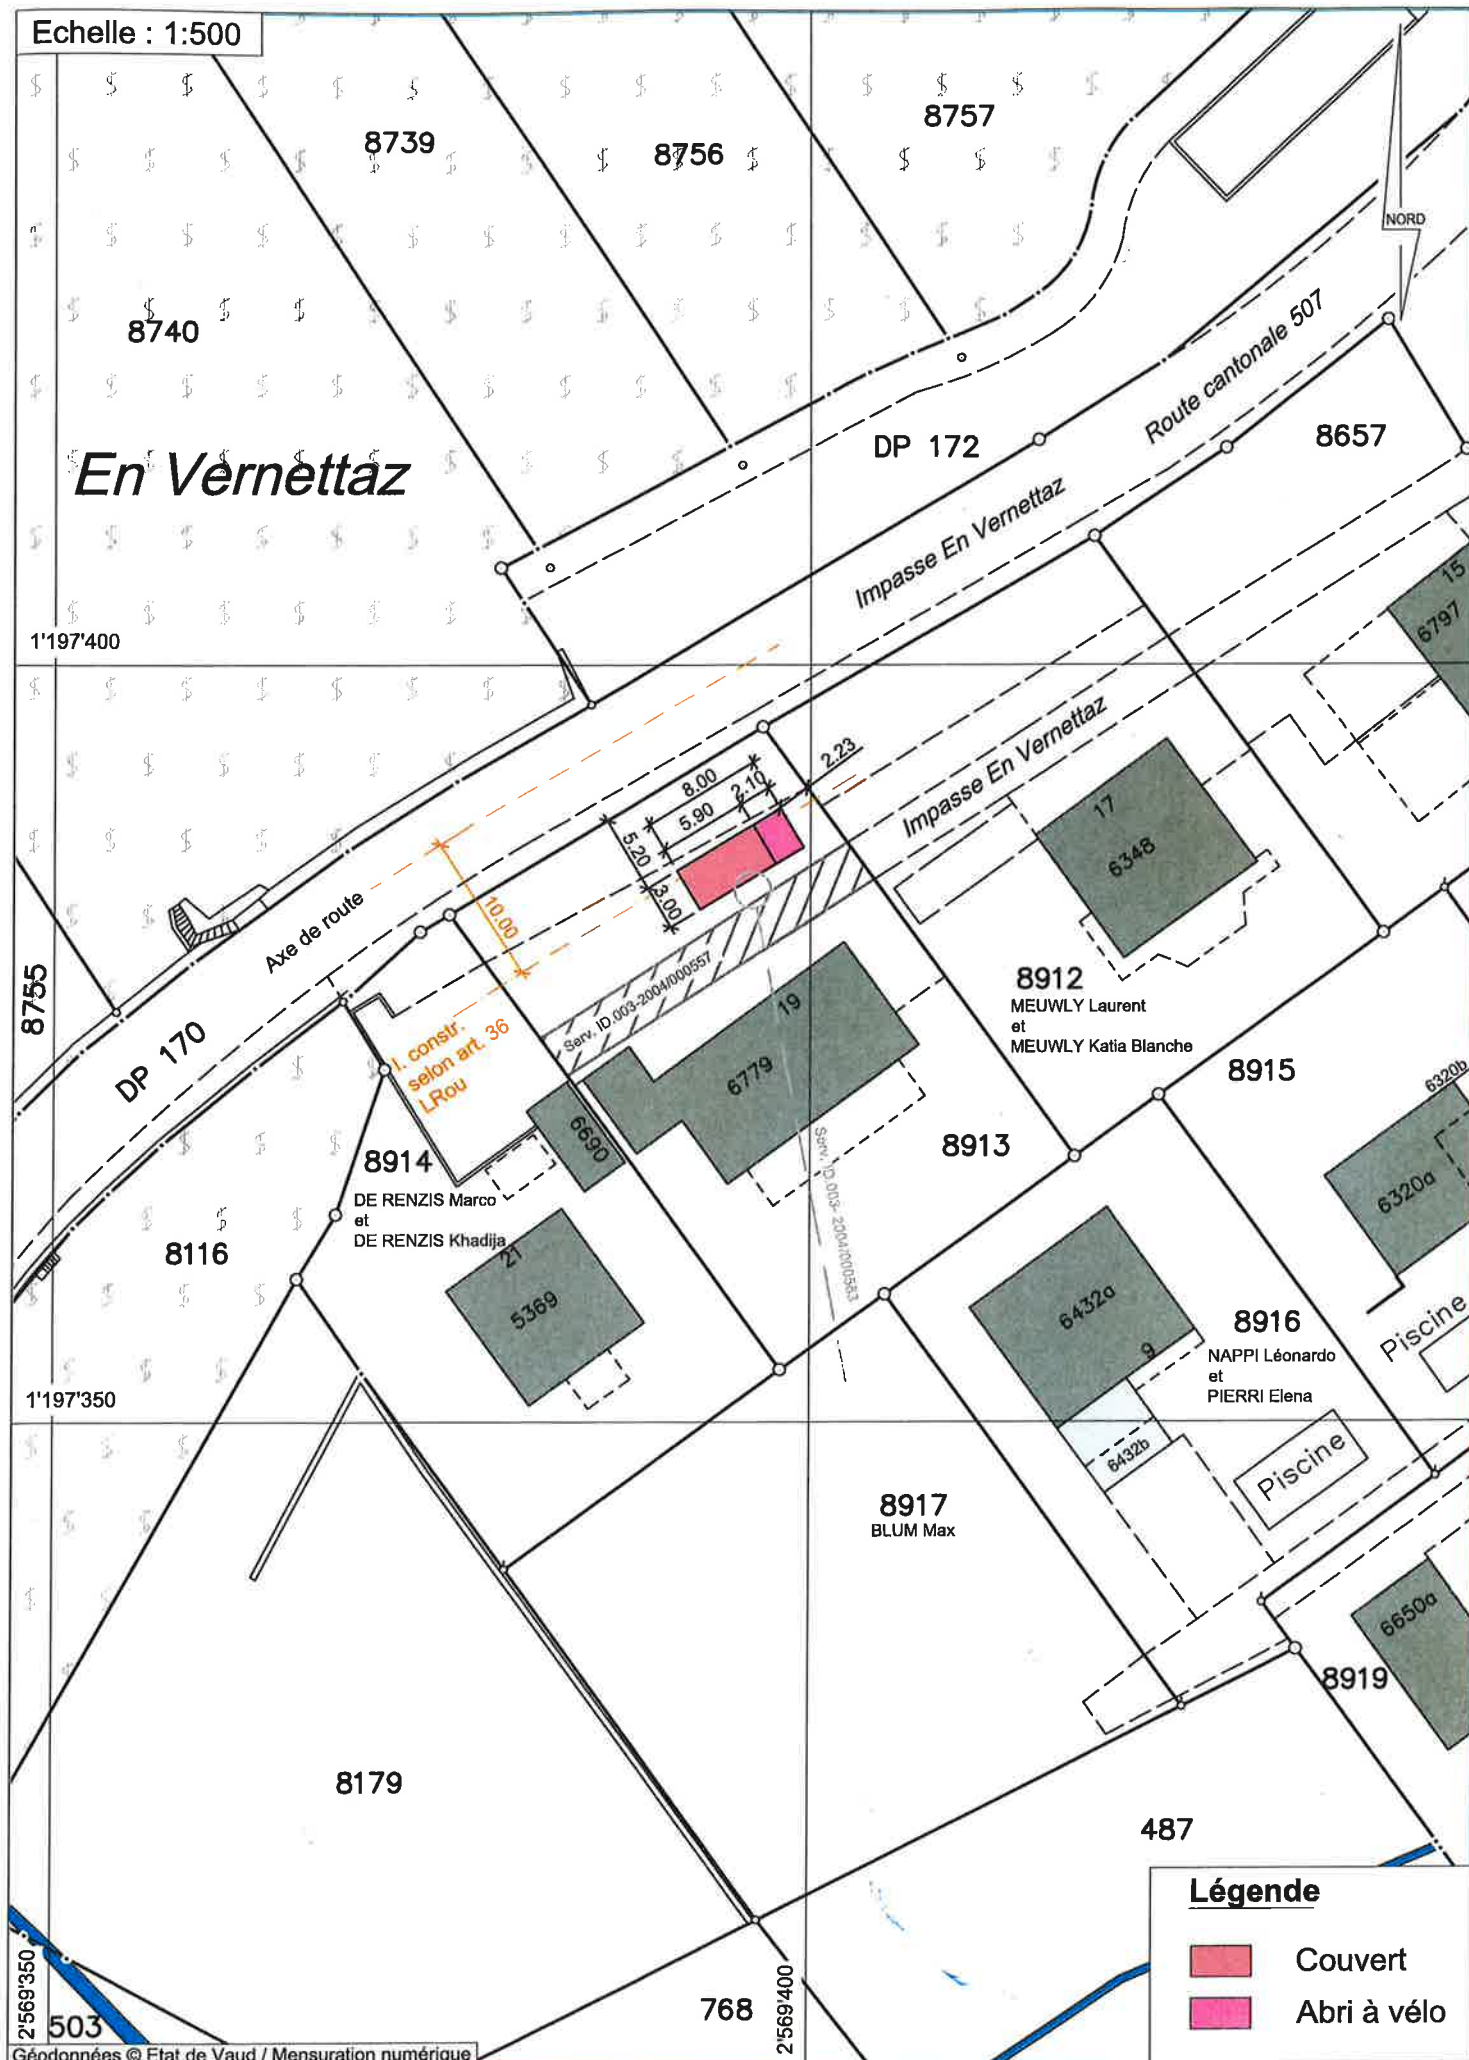 Echelle : 1:500
8739
8756
8757
NORD
8740
Route cantonale 507
DP 172
8657
En Vernettaz
Impasse En Vernettaz
15
6797
1'197'400
2.23
8.00
2.10
5.90
5.20
3.00
Impasse En Vernettaz
17
6348
10.00
Axe de route
8755
Serv. ID.003-2004/000557
19
8912
MEUWLY Laurent
et
MEUWLY Katia Blanche
DP 170
l. constr.
selon art. 36
LRou
6779
8915
6320b
6690
8913
8914
DE RENZIS Marco
et
DE RENZIS Khadija
Serv. ID.003- 2004/000583
6320a
8116
21
5369
6432a
9
8916
NAPPI Léonardo
et
PIERRI Elena
Piscine
1'197'350
6432b
Piscine
8917
BLUM Max
6650a
8919
8179
487
Légende
Couvert
Abri à vélo
2'569'350
503
768
2'569'400
Géodonnées © Etat de Vaud / Mensuration numérique